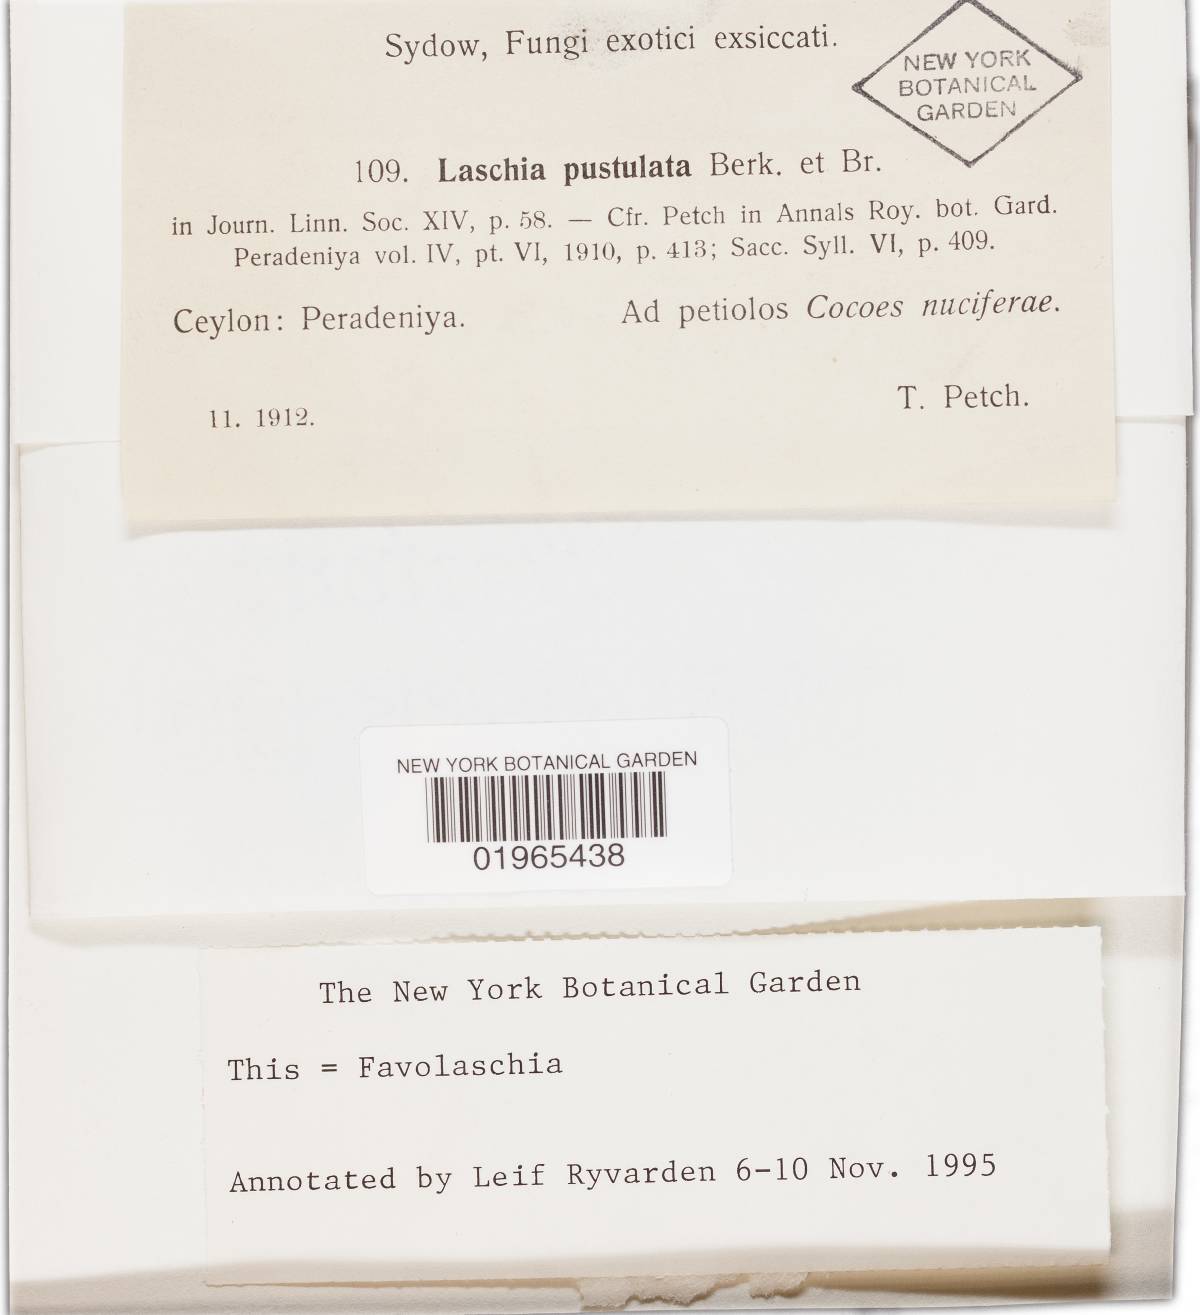 Sydow, Fungi exotici exsiccati.
NEW YORK
BOTANICAL
GARDEN
109. Laschia pustulata Berk. et Br.
in Journ. Linn. Soc. XIV, p. 58. — Cfr. Petch in Annals Roy. bot. Gard.
Peradeniya vol. IV, pt. VI, 1910, p. 413; Sacc. Syll. VI, p. 409.
Ceylon: Peradeniya. Ad petiolos Cocoes nuciferae.
11. 1912. T. Petch.
NEW YORK BOTANICAL GARDEN
01965438
The New York Botanical Garden
This = Favolaschia
Annotated by Leif Ryvarden 6-10 Nov. 1995